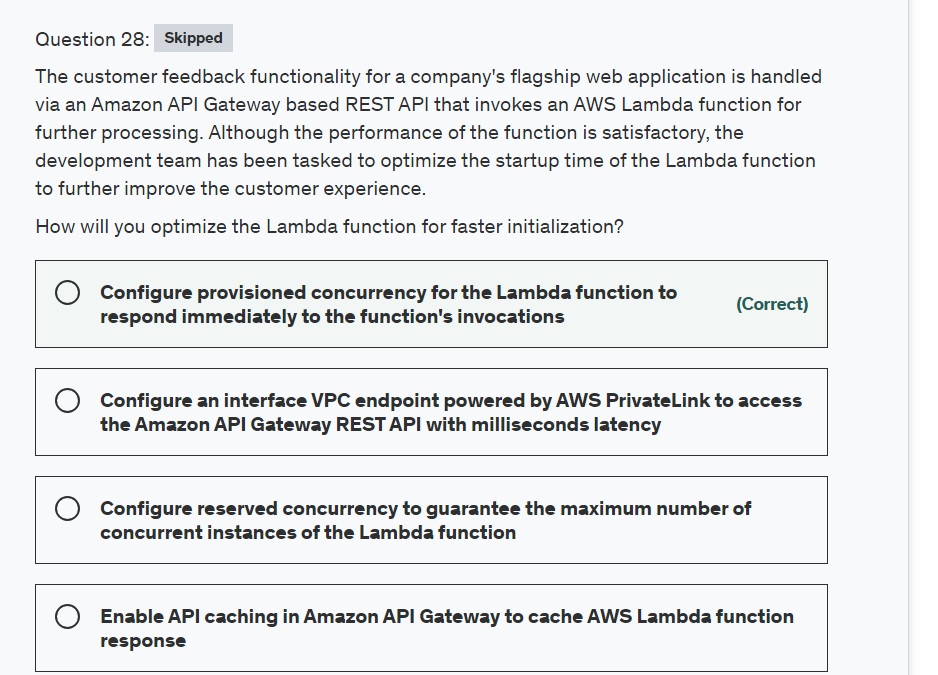 Question 28: Skipped
The customer feedback functionality for a company's flagship web application is handled
via an Amazon API Gateway based REST API that invokes an AWS Lambda function for
further processing. Although the performance of the function is satisfactory, the
development team has been tasked to optimize the startup time of the Lambda function
to further improve the customer experience.
How will you optimize the Lambda function for faster initialization?
Configure provisioned concurrency for the Lambda function to
respond immediately to the function's invocations
(Correct)
Configure an interface VPC endpoint powered by AWS PrivateLink to access
the Amazon API Gateway REST API with milliseconds latency
Configure reserved concurrency to guarantee the maximum number of
concurrent instances of the Lambda function
Enable API caching in Amazon API Gateway to cache AWS Lambda function
response